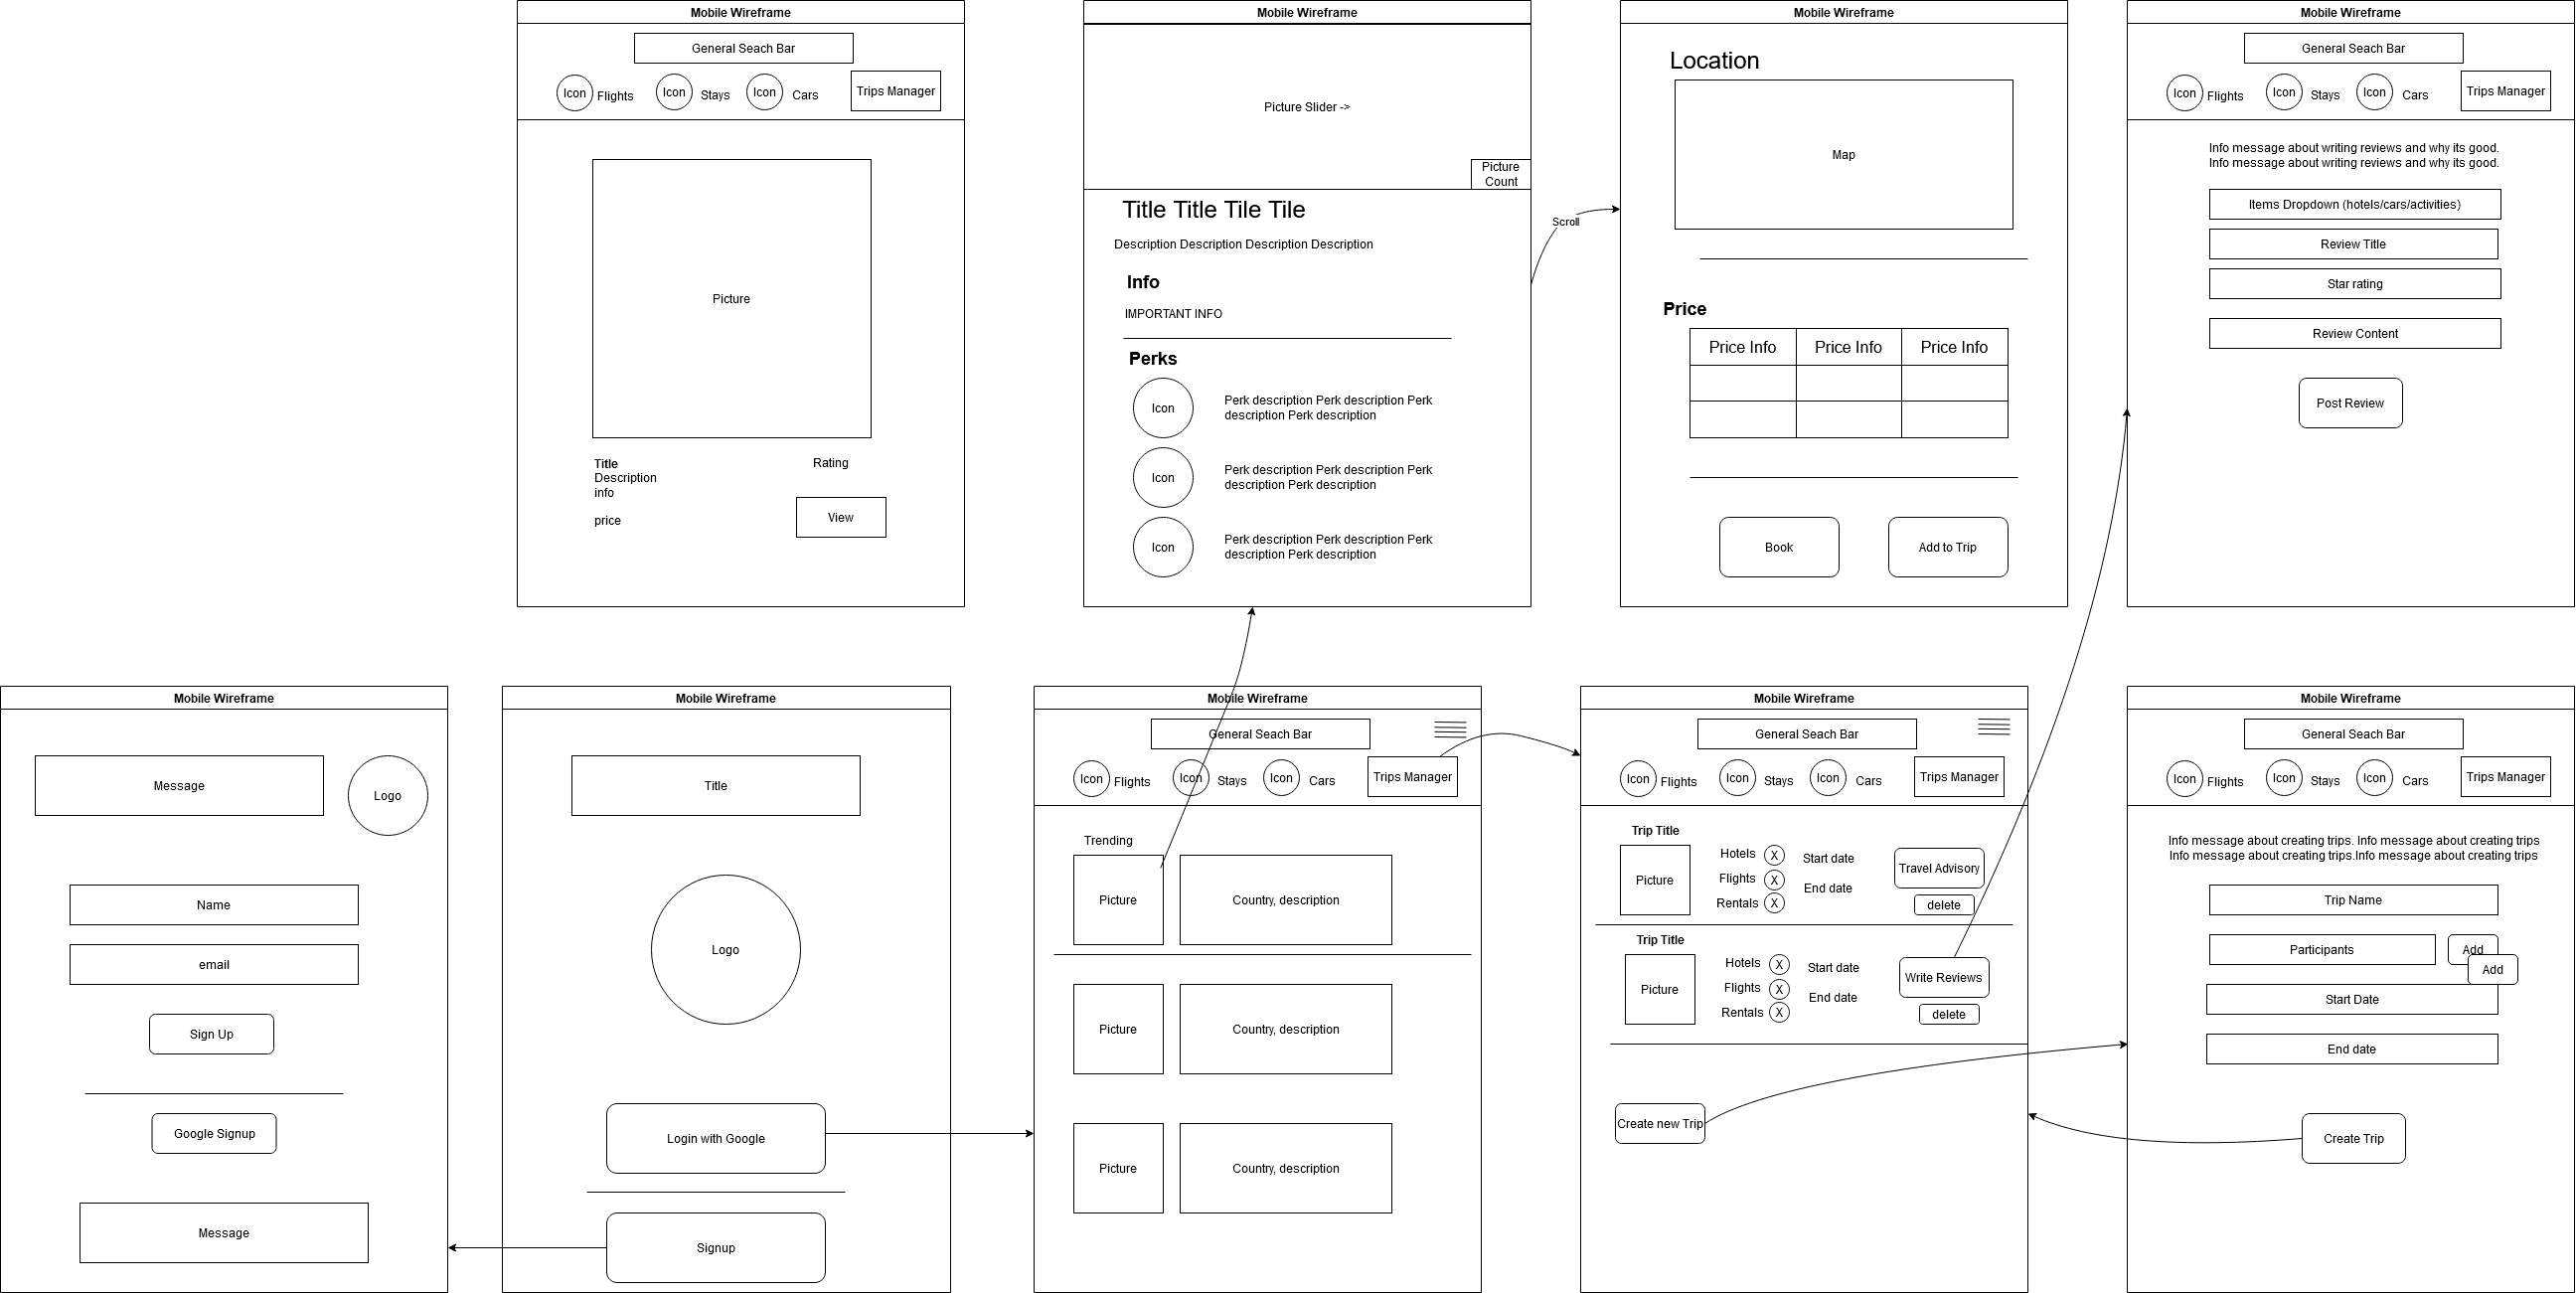 Mobile Wireframe
General Seach Bar
Icon
Flights
Icon
Stays
Icon
Cars
Trips Manager
Picture
Title
Description
info
price
Rating
View
Mobile Wireframe
Picture Slider ->
Picture
Count
Title Title Tile Tile
Description Description Description Description
Info
IMPORTANT INFO
Perks
Icon
Perk description Perk description Perk
description Perk description
Icon
Perk description Perk description Perk
description Perk description
Icon
Perk description Perk description Perk
description Perk description
Scroll
Mobile Wireframe
Location
Map
Price
Price Info
Price Info
Price Info
Book
Add to Trip
Mobile Wireframe
General Seach Bar
Icon
Flights
Icon
Stays
Icon
Cars
Trips Manager
Info message about writing reviews and why its good.
Info message about writing reviews and why its good.
Items Dropdown (hotels/cars/activities)
Review Title
Star rating
Review Content
Post Review
Mobile Wireframe
Message
Logo
Name
email
Sign Up
Google Signup
Message
Mobile Wireframe
Title
Logo
Login with Google
Signup
Mobile Wireframe
General Seach Bar
Icon
Flights
Icon
Stays
Icon
Cars
Trips Manager
Trending
Picture
Country, description
Picture
Country, description
Picture
Country, description
Mobile Wireframe
General Seach Bar
Icon
Flights
Icon
Stays
Icon
Cars
Trips Manager
Trip Title
Picture
Hotels
X
Flights
X
Rentals
X
Start date
End date
Travel Advisory
delete
Trip Title
Picture
Hotels
X
Flights
X
Rentals
X
Start date
End date
Write Reviews
delete
Create new Trip
Mobile Wireframe
General Seach Bar
Icon
Flights
Icon
Stays
Icon
Cars
Trips Manager
Info message about creating trips. Info message about creating trips
Info message about creating trips.Info message about creating trips
Trip Name
Participants
Add
Add
Start Date
End date
Create Trip